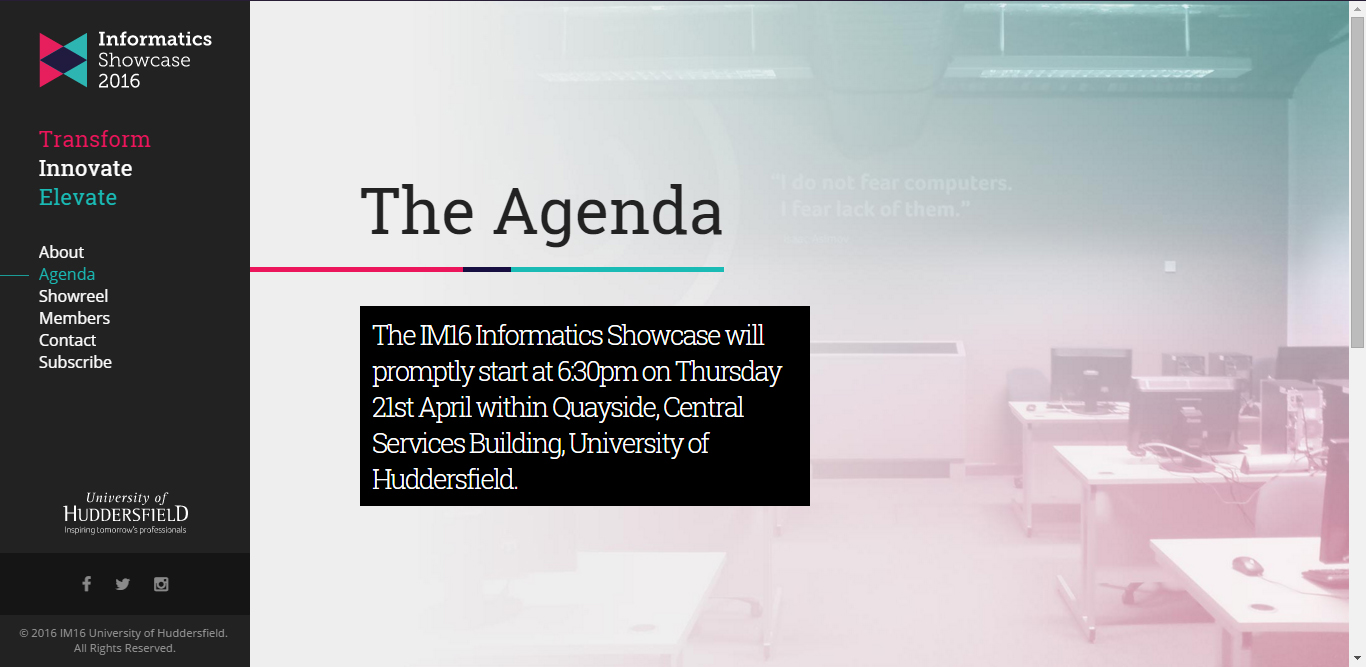 Informatics
Showcase
2016
Transform
Innovate
Elevate
About
Agenda
Showreel
Members
Contact
Subscribe
University of
HUDDERSFIELD
Inspiring tomorrow's professionals
© 2016 IM16 University of Huddersfield.
All Rights Reserved.
The Agenda
"I do not fear computers.
I fear lack of them."
The IM16 Informatics Showcase will
promptly start at 6:30pm on Thursday
21st April within Quayside, Central
Services Building, University of
Huddersfield.